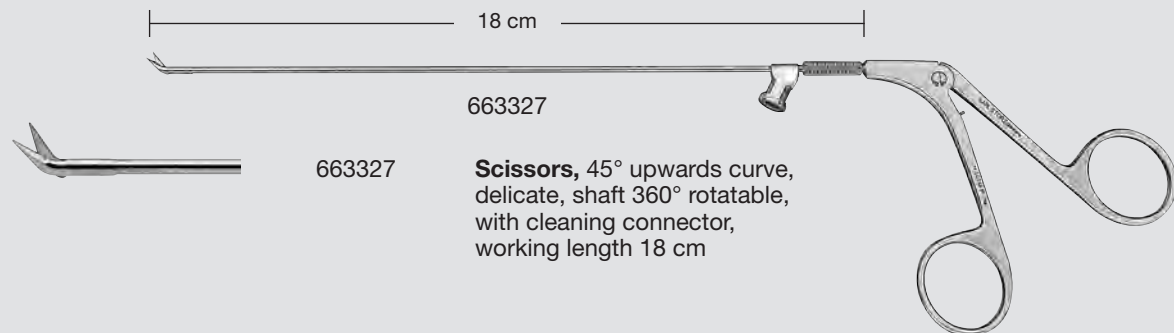 18 cm
663327
663327
Scissors, 45° upwards curve,
delicate, shaft 360° rotatable,
with cleaning connector,
working length 18 cm